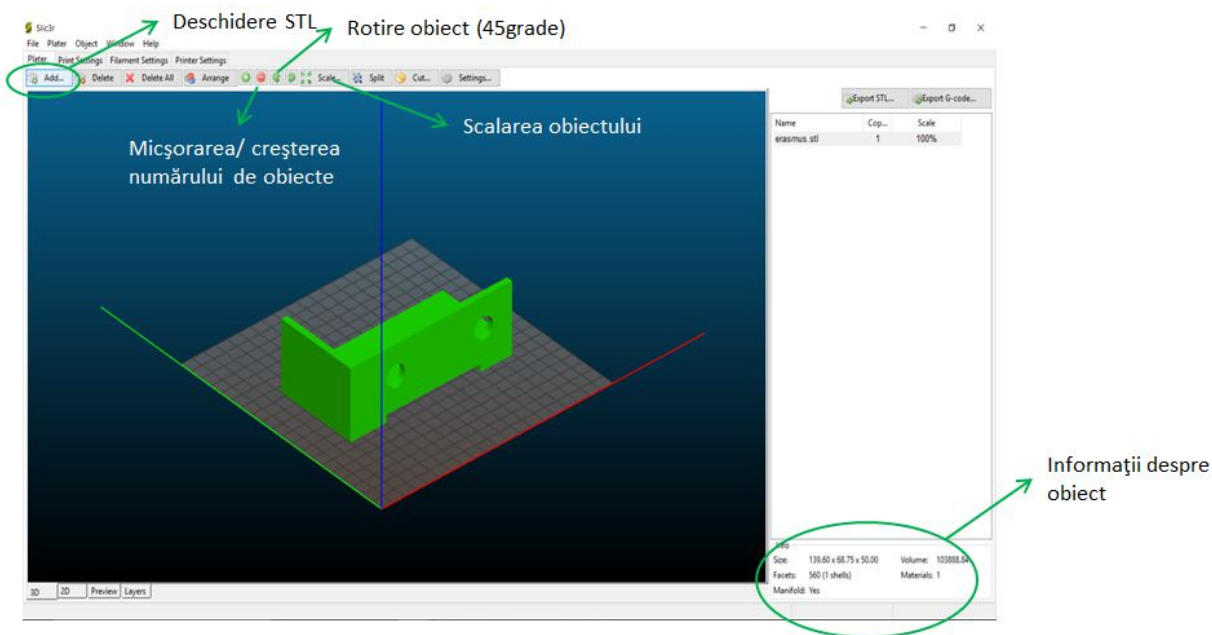 Deschidere STL
Rotire obiect (45grade)
Slic3r
File Plater Object Window Help
Plater Print Settings Filament Settings Printer Settings
Add... Delete Delete All Arrange Scale... Split Cut... Settings...
Export STL... Export G-code...
Name Cop... Scale
erasmus.stl 1 100%
Scalarea obiectului
Micşorarea/ creşterea
numărului de obiecte
Informaţii despre
obiect
Info
Size: 139.60 x 68.75 x 50.00 Volume: 103888.84
Facets: 560 (1 shells) Materials: 1
Manifold: Yes
3D 2D Preview Layers